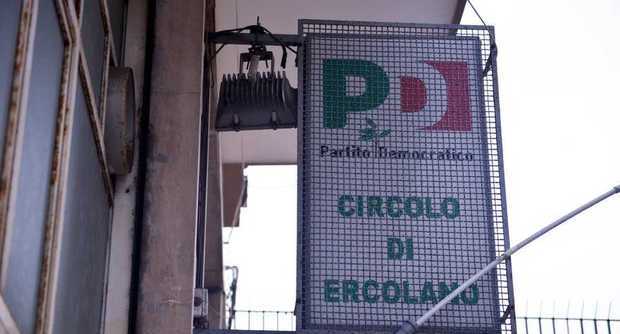 PD
Partito Democratico
CIRCOLO
DI
ERCOLANO